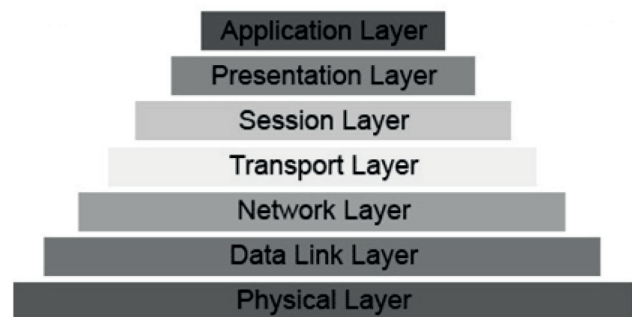 Application Layer
Presentation Layer
Session Layer
Transport Layer
Network Layer
Data Link Layer
Physical Layer